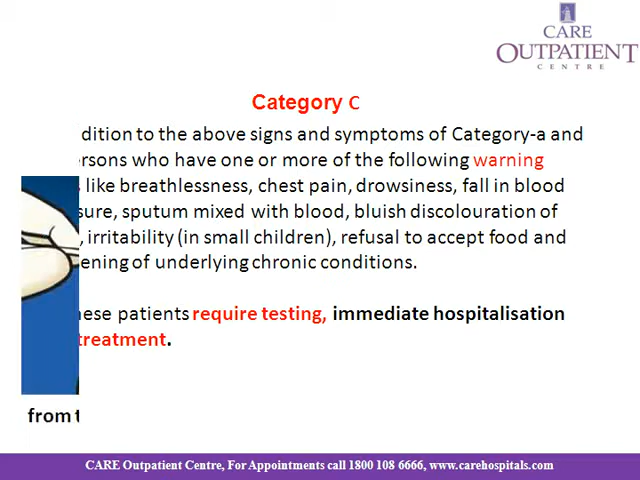 CARE
OUTPATIENT
CENTRE
Category C
dition to the above signs and symptoms of Category-a and
ersons who have one or more of the following warning
like breathlessness, chest pain, drowsiness, fall in blood
sure, sputum mixed with blood, bluish discolouration of
, irritability (in small children), refusal to accept food and
ening of underlying chronic conditions.
hese patients require testing, immediate hospitalisation
treatment.
from t
CARE Outpatient Centre, For Appointments call 1800 108 6666, www.carehospitals.com